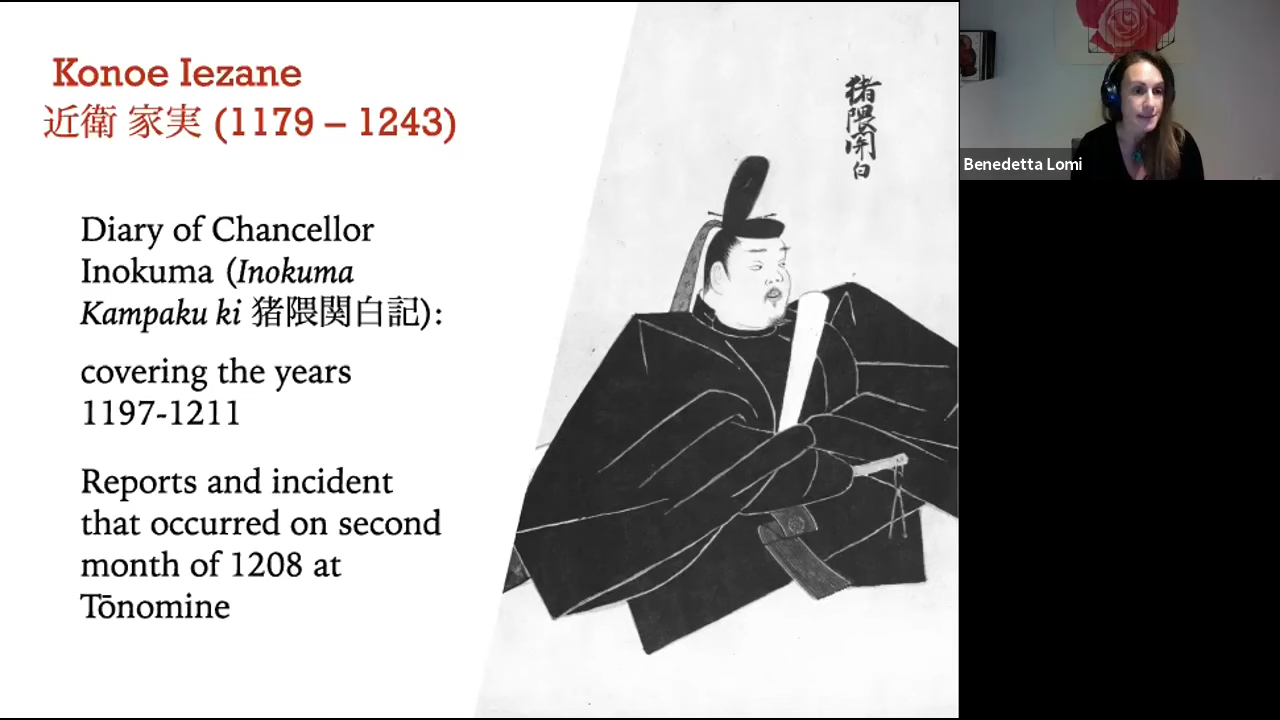 Konoe Iezane
近衛 家実 (1179 – 1243)
Diary of Chancellor
Inokuma (Inokuma
Kampaku ki 猪隈関白記):
covering the years
1197-1211
Reports and incident
that occurred on second
month of 1208 at
Tōnomine
猪隈関白
Benedetta Lomi